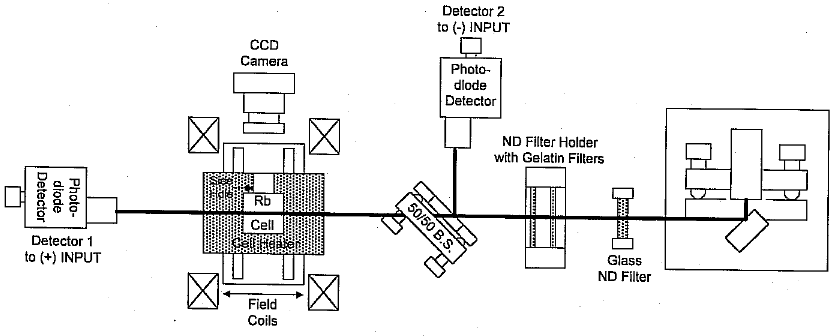 Detector 2
to (-) INPUT
CCD
Camera
Photo-
diode
Detector
ND Filter Holder
with Gelatin Filters
Photo-
diode
Detector
See
Hole
Rb
Cell
Cell Heater
50/50 B.S.
Detector 1
to (+) INPUT
Glass
ND Filter
Field
Coils